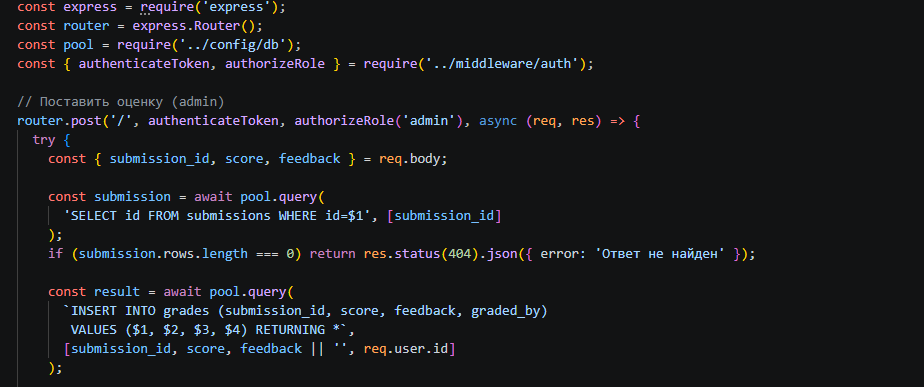 const express = require('express');
const router = express.Router();
const pool = require('../config/db');
const { authenticateToken, authorizeRole } = require('../middleware/auth');
// Поставить оценку (admin)
router.post('/', authenticateToken, authorizeRole('admin'), async (req, res) => {
try {
const { submission_id, score, feedback } = req.body;
const submission = await pool.query(
'SELECT id FROM submissions WHERE id=$1', [submission_id]
);
if (submission.rows.length === 0) return res.status(404).json({ error: 'Ответ не найден' });
const result = await pool.query(
`INSERT INTO grades (submission_id, score, feedback, graded_by)
VALUES ($1, $2, $3, $4) RETURNING *`,
[submission_id, score, feedback || '', req.user.id]
);